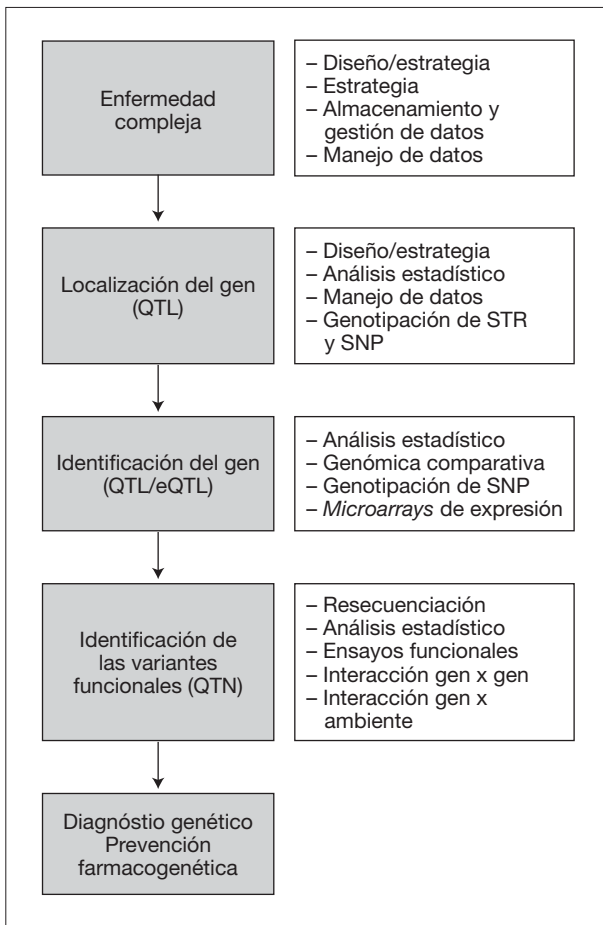 Enfermedad
compleja
– Diseño/estrategia
– Estrategia
– Almacenamiento y
gestión de datos
– Manejo de datos
Localización del gen
(QTL)
– Diseño/estrategia
– Análisis estadístico
– Manejo de datos
– Genotipación de STR
y SNP
Identificación del gen
(QTL/eQTL)
– Análisis estadístico
– Genómica comparativa
– Genotipación de SNP
– Microarrays de expresión
Identificación de
las variantes
funcionales (QTN)
– Resecuenciación
– Análisis estadístico
– Ensayos funcionales
– Interacción gen x gen
– Interacción gen x
ambiente
Diagnóstio genético
Prevención
farmacogenética